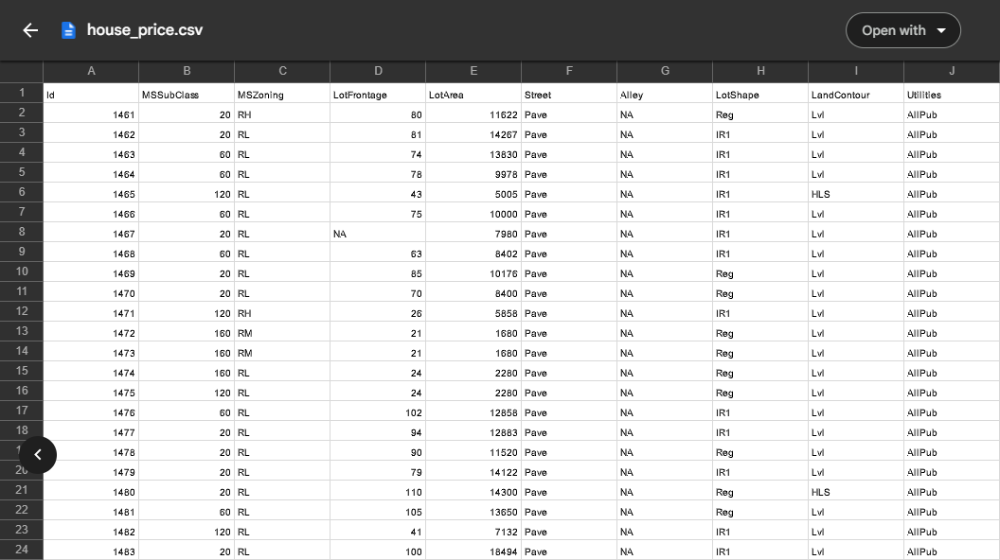 house_price.csv Open with
A B C D E F G H I J
1 Id MSSubClass MSZoning LotFrontage LotArea Street Alley LotShape LandContour Utilities
2 1461 20 RH 80 11622 Pave NA Reg Lvl AllPub
3 1462 20 RL 81 14267 Pave NA IR1 Lvl AllPub
4 1463 60 RL 74 13830 Pave NA IR1 Lvl AllPub
5 1464 60 RL 78 9978 Pave NA IR1 Lvl AllPub
6 1465 120 RL 43 5005 Pave NA IR1 HLS AllPub
7 1466 60 RL 75 10000 Pave NA IR1 Lvl AllPub
8 1467 20 RL NA 7980 Pave NA IR1 Lvl AllPub
9 1468 60 RL 63 8402 Pave NA IR1 Lvl AllPub
10 1469 20 RL 85 10176 Pave NA Reg Lvl AllPub
11 1470 20 RL 70 8400 Pave NA Reg Lvl AllPub
12 1471 120 RH 26 5858 Pave NA IR1 Lvl AllPub
13 1472 160 RM 21 1680 Pave NA Reg Lvl AllPub
14 1473 160 RM 21 1680 Pave NA Reg Lvl AllPub
15 1474 160 RL 24 2280 Pave NA Reg Lvl AllPub
16 1475 120 RL 24 2280 Pave NA Reg Lvl AllPub
17 1476 60 RL 102 12858 Pave NA IR1 Lvl AllPub
18 1477 20 RL 94 12883 Pave NA IR1 Lvl AllPub
1478 20 RL 90 11520 Pave NA Reg Lvl AllPub
20 1479 20 RL 79 14122 Pave NA IR1 Lvl AllPub
21 1480 20 RL 110 14300 Pave NA Reg HLS AllPub
22 1481 60 RL 105 13650 Pave NA Reg Lvl AllPub
23 1482 120 RL 41 7132 Pave NA IR1 Lvl AllPub
24 1483 20 RL 100 18494 Pave NA IR1 Lvl AllPub